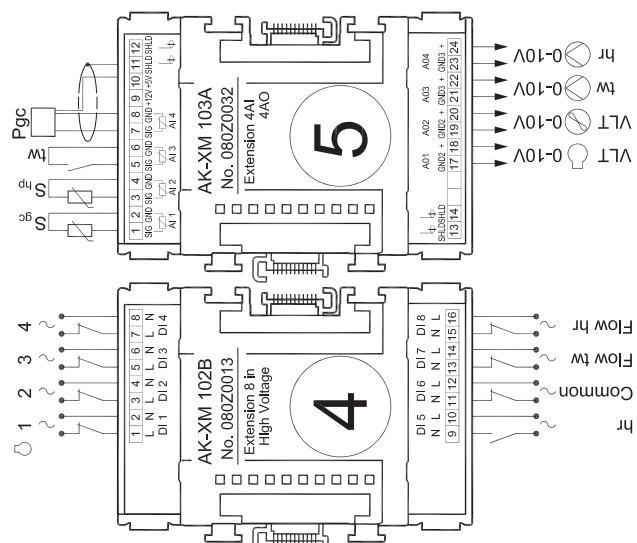 Sgc
Shp
tw
Pgc
1 2 3 4 5 6 7 8 9 10 11 12
SIG GND SIG GND SIG GND SIG GND +12V +5V SHLD SHLD
AI 1 AI 2 AI 3 AI 4
AK-XM 103A
No. 080Z0032
Extension 4AI
4AO
5
A01 A02 A03 A04
SHLD SHLD GND2 + GND2 + GND3 + GND3 +
13 14 17 18 19 20 21 22 23 24
VLT 0-10V
VLT 0-10V
tw 0-10V
hr 0-10V
1 2 3 4
1 2 3 4 5 6 7 8
L N L N L N L N
DI 1 DI 2 DI 3 DI 4
AK-XM 102B
No. 080Z0013
Extension 8 in
HIgh Voltage
4
DI 5 DI 6 DI 7 DI 8
N L N L N L N L
9 10 11 12 13 14 15 16
hr
Common
Flow tw
Flow hr